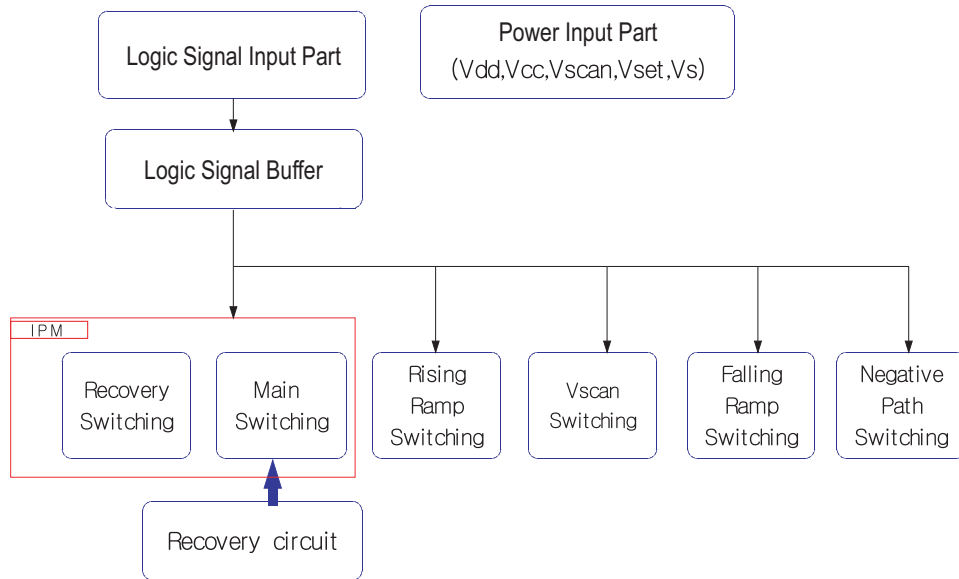 Logic Signal Input Part
Power Input Part
(Vdd,Vcc,Vscan,Vset,Vs)
Logic Signal Buffer
IPM
Recovery
Switching
Main
Switching
Rising
Ramp
Switching
Vscan
Switching
Falling
Ramp
Switching
Negative
Path
Switching
Recovery circuit